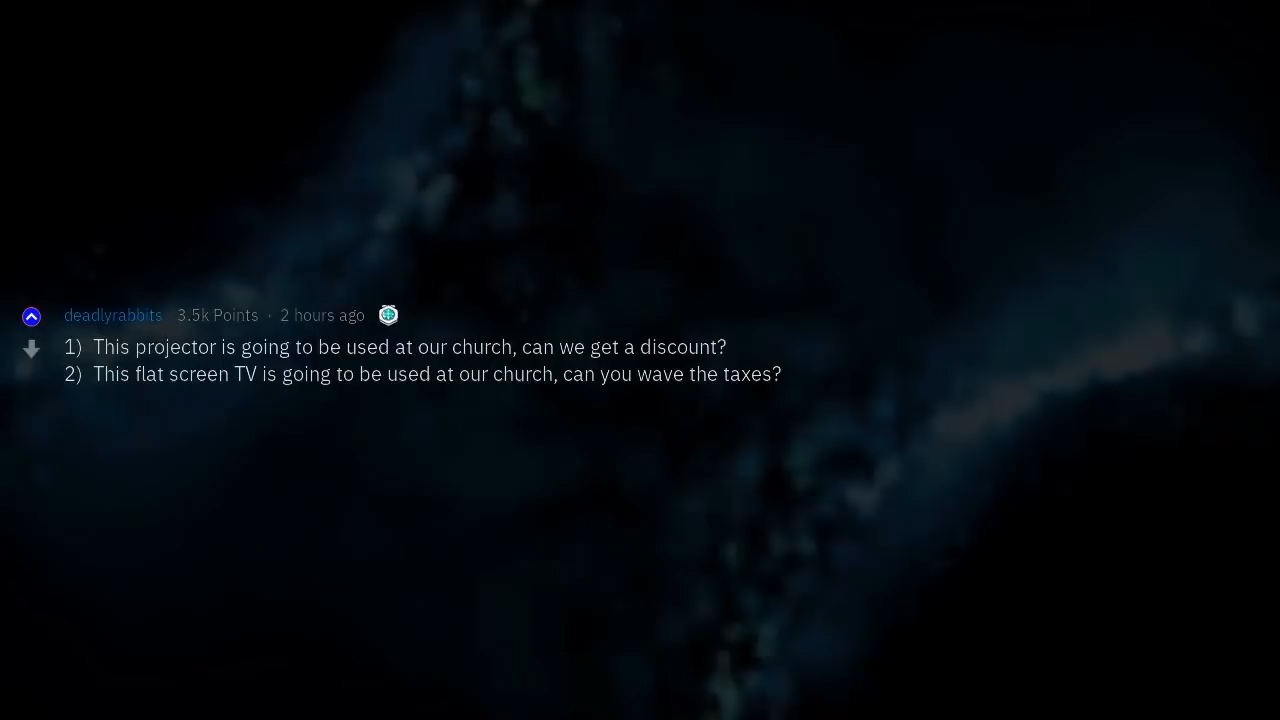 deadlyrabbits 3.5k Points · 2 hours ago
1) This projector is going to be used at our church, can we get a discount?
2) This flat screen TV is going to be used at our church, can you wave the taxes?